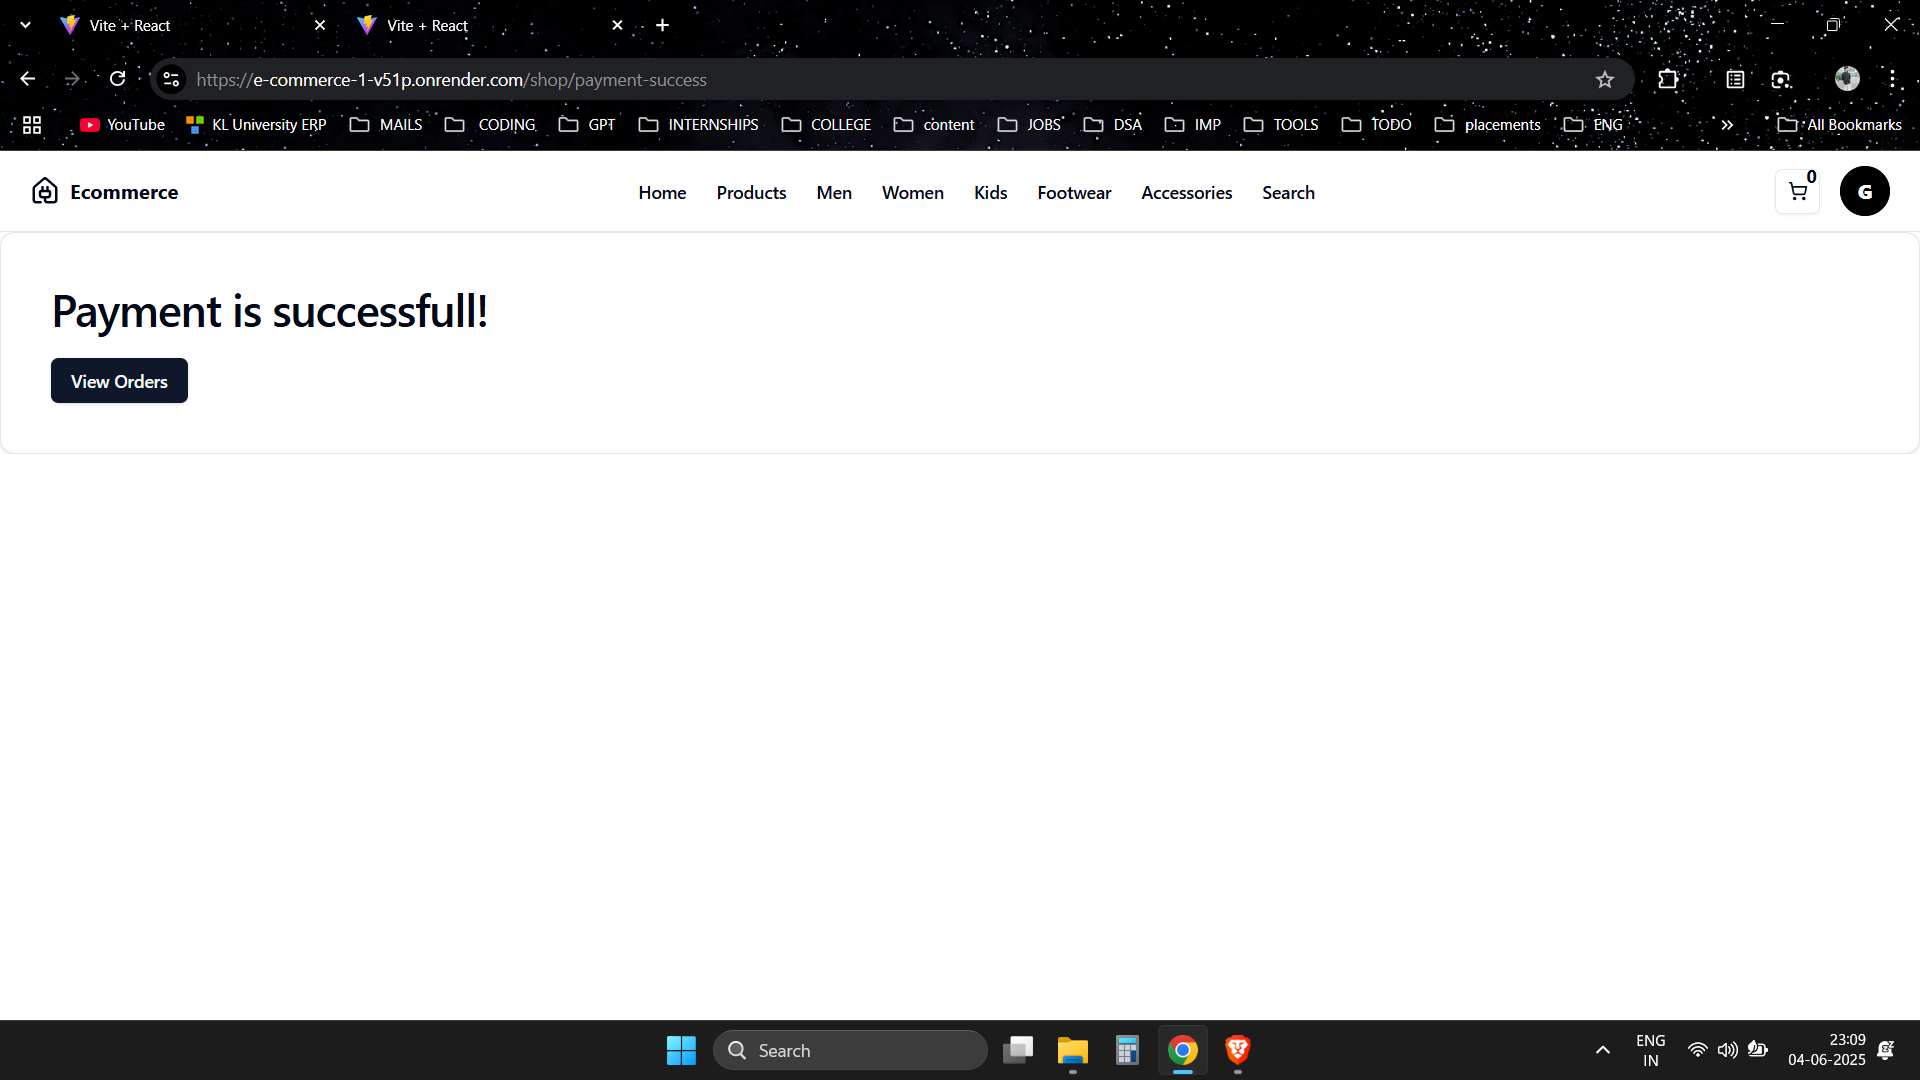 Vite + React
Vite + React
https://e-commerce-1-v51p.onrender.com/shop/payment-success
YouTube KL University ERP MAILS CODING GPT INTERNSHIPS COLLEGE content JOBS DSA IMP TOOLS TODO placements ENG All Bookmarks
Ecommerce Home Products Men Women Kids Footwear Accessories Search 0 G
Payment is successfull!
View Orders
Search
ENG
IN
23:09
04-06-2025